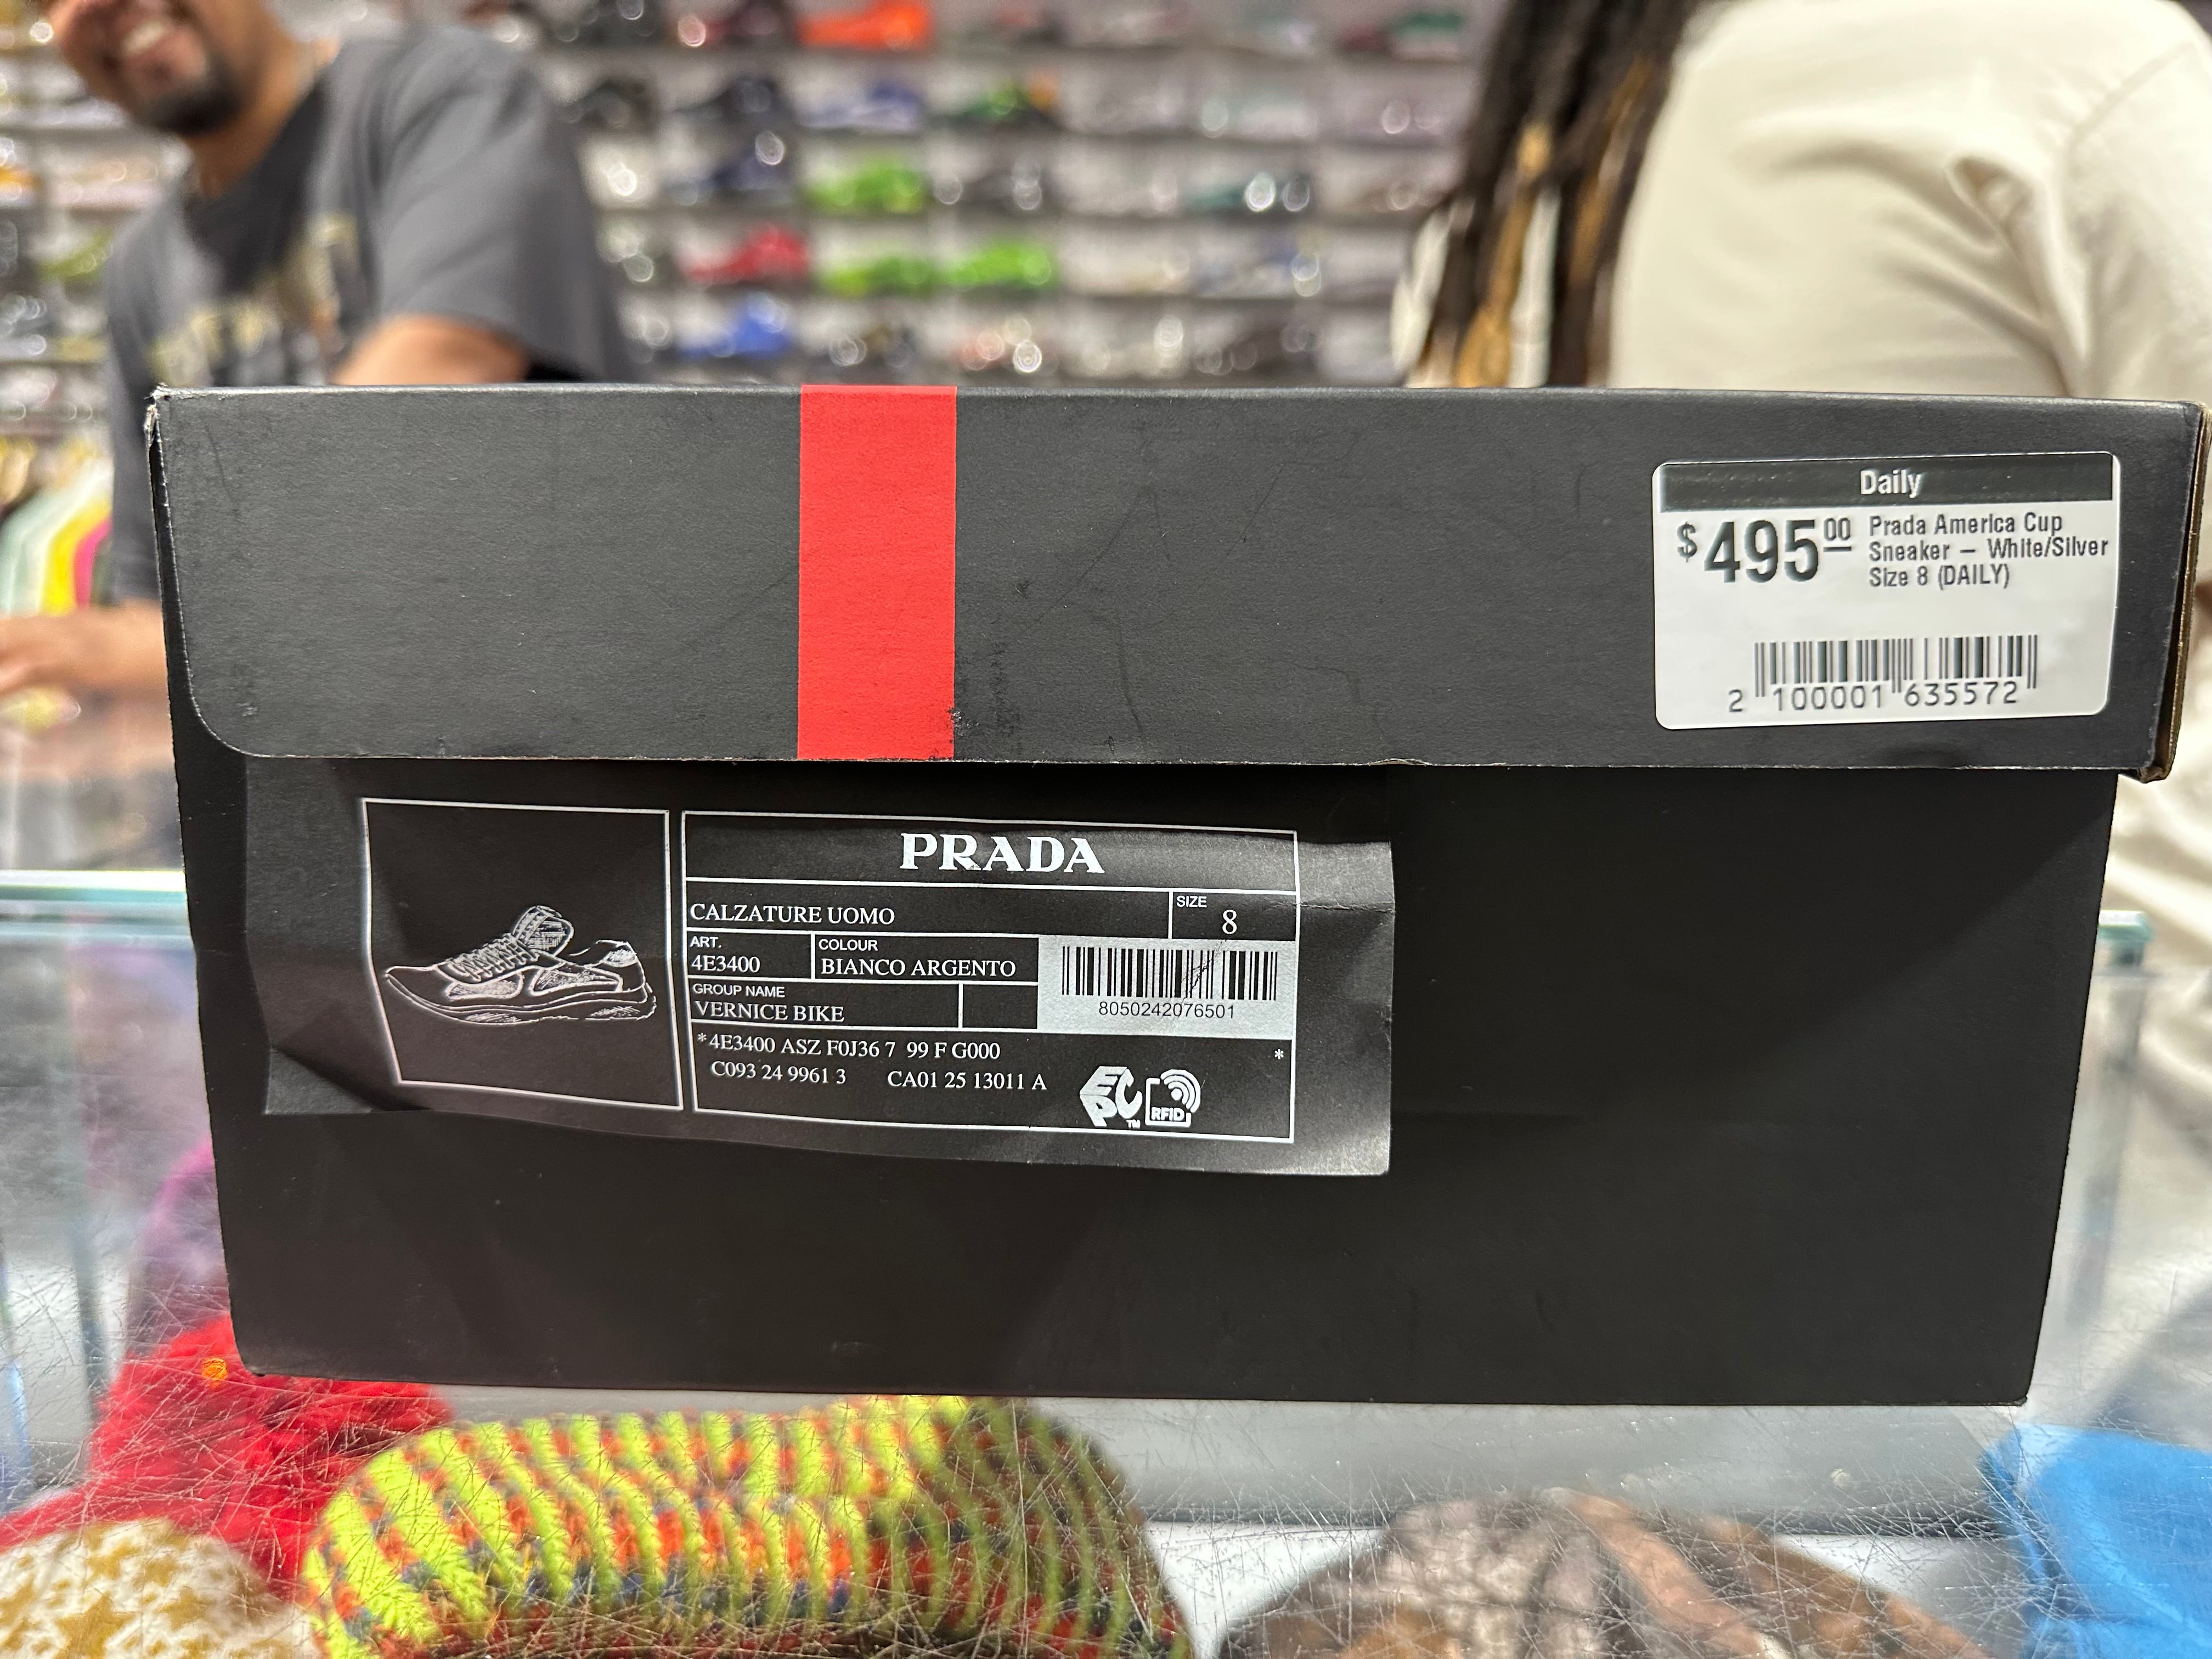 Daily
$495.00 Prada America Cup
Sneaker – White/Silver
Size 8 (DAILY)
2 100001 635572
PRADA
CALZATURE UOMO
SIZE
8
ART.
4E3400
COLOUR
BIANCO ARGENTO
GROUP NAME
VERNICE BIKE
8050242076501
*4E3400 ASZ F0J36 7 99 F G000 *
C093 24 9961 3 CA01 25 13011 A
EPC™ RFID